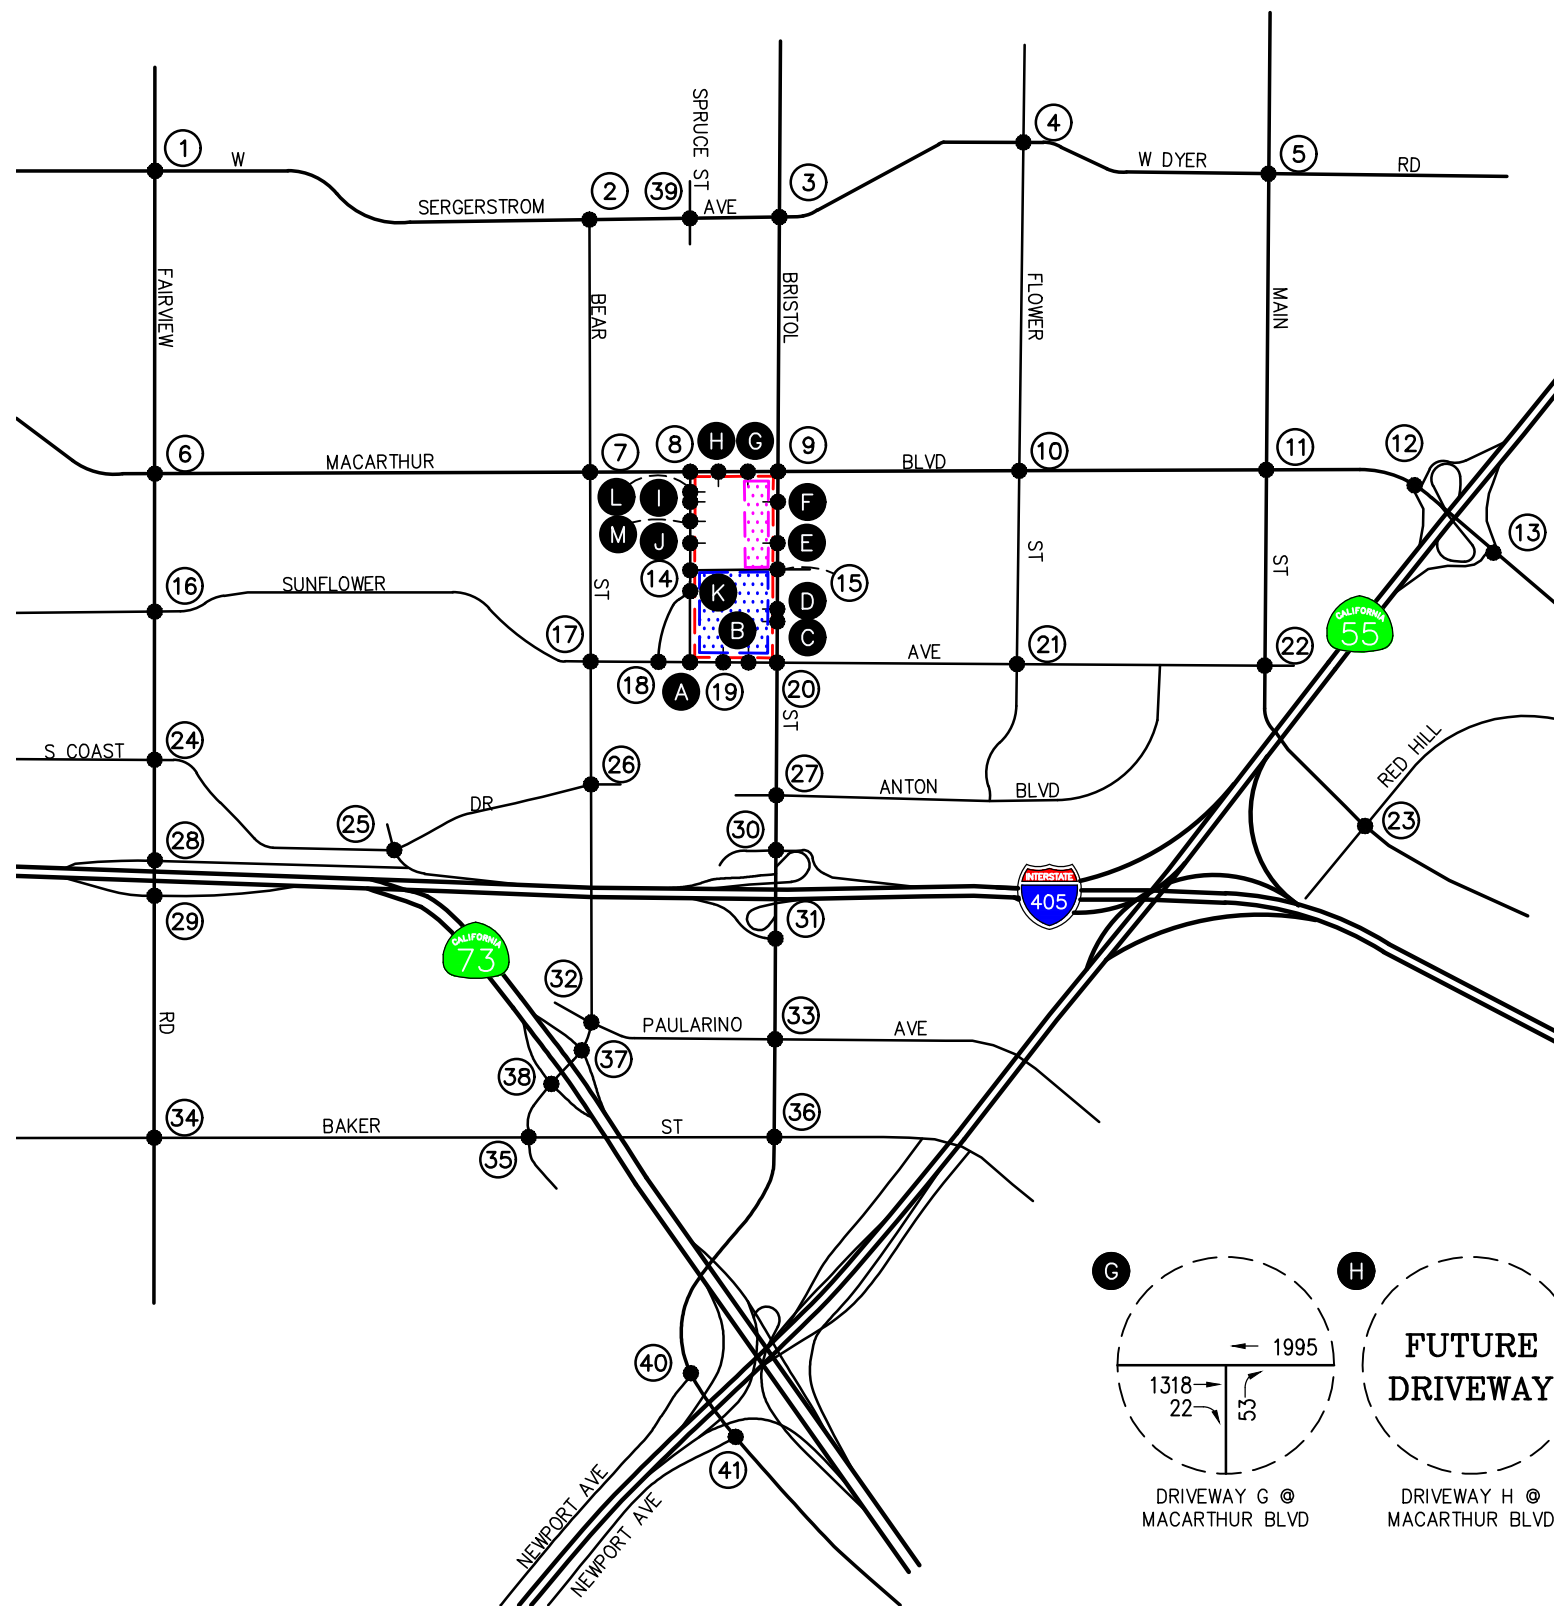 SPRUCE ST
1
W
SERGERSTROM
2
39
AVE
3
4
W DYER
5
RD
FAIRVIEW
BEAR
BRISTOL
FLOWER
MAIN
6
MACARTHUR
7
8
H
G
9
BLVD
10
11
12
L
I
F
M
J
E
13
ST
ST
16
SUNFLOWER
ST
14
K
15
D
B
C
CALIFORNIA
55
17
18
A
19
20
AVE
21
22
ST
24
S COAST
DR
26
27
ANTON
BLVD
RED HILL
25
30
23
28
INTERSTATE
405
29
31
CALIFORNIA
73
32
RD
PAULARINO
33
AVE
37
38
34
BAKER
ST
36
35
G
H
1995
1318
22
53
FUTURE
DRIVEWAY
40
41
DRIVEWAY G @
MACARTHUR BLVD
DRIVEWAY H @
MACARTHUR BLVD
NEWPORT AVE
NEWPORT AVE